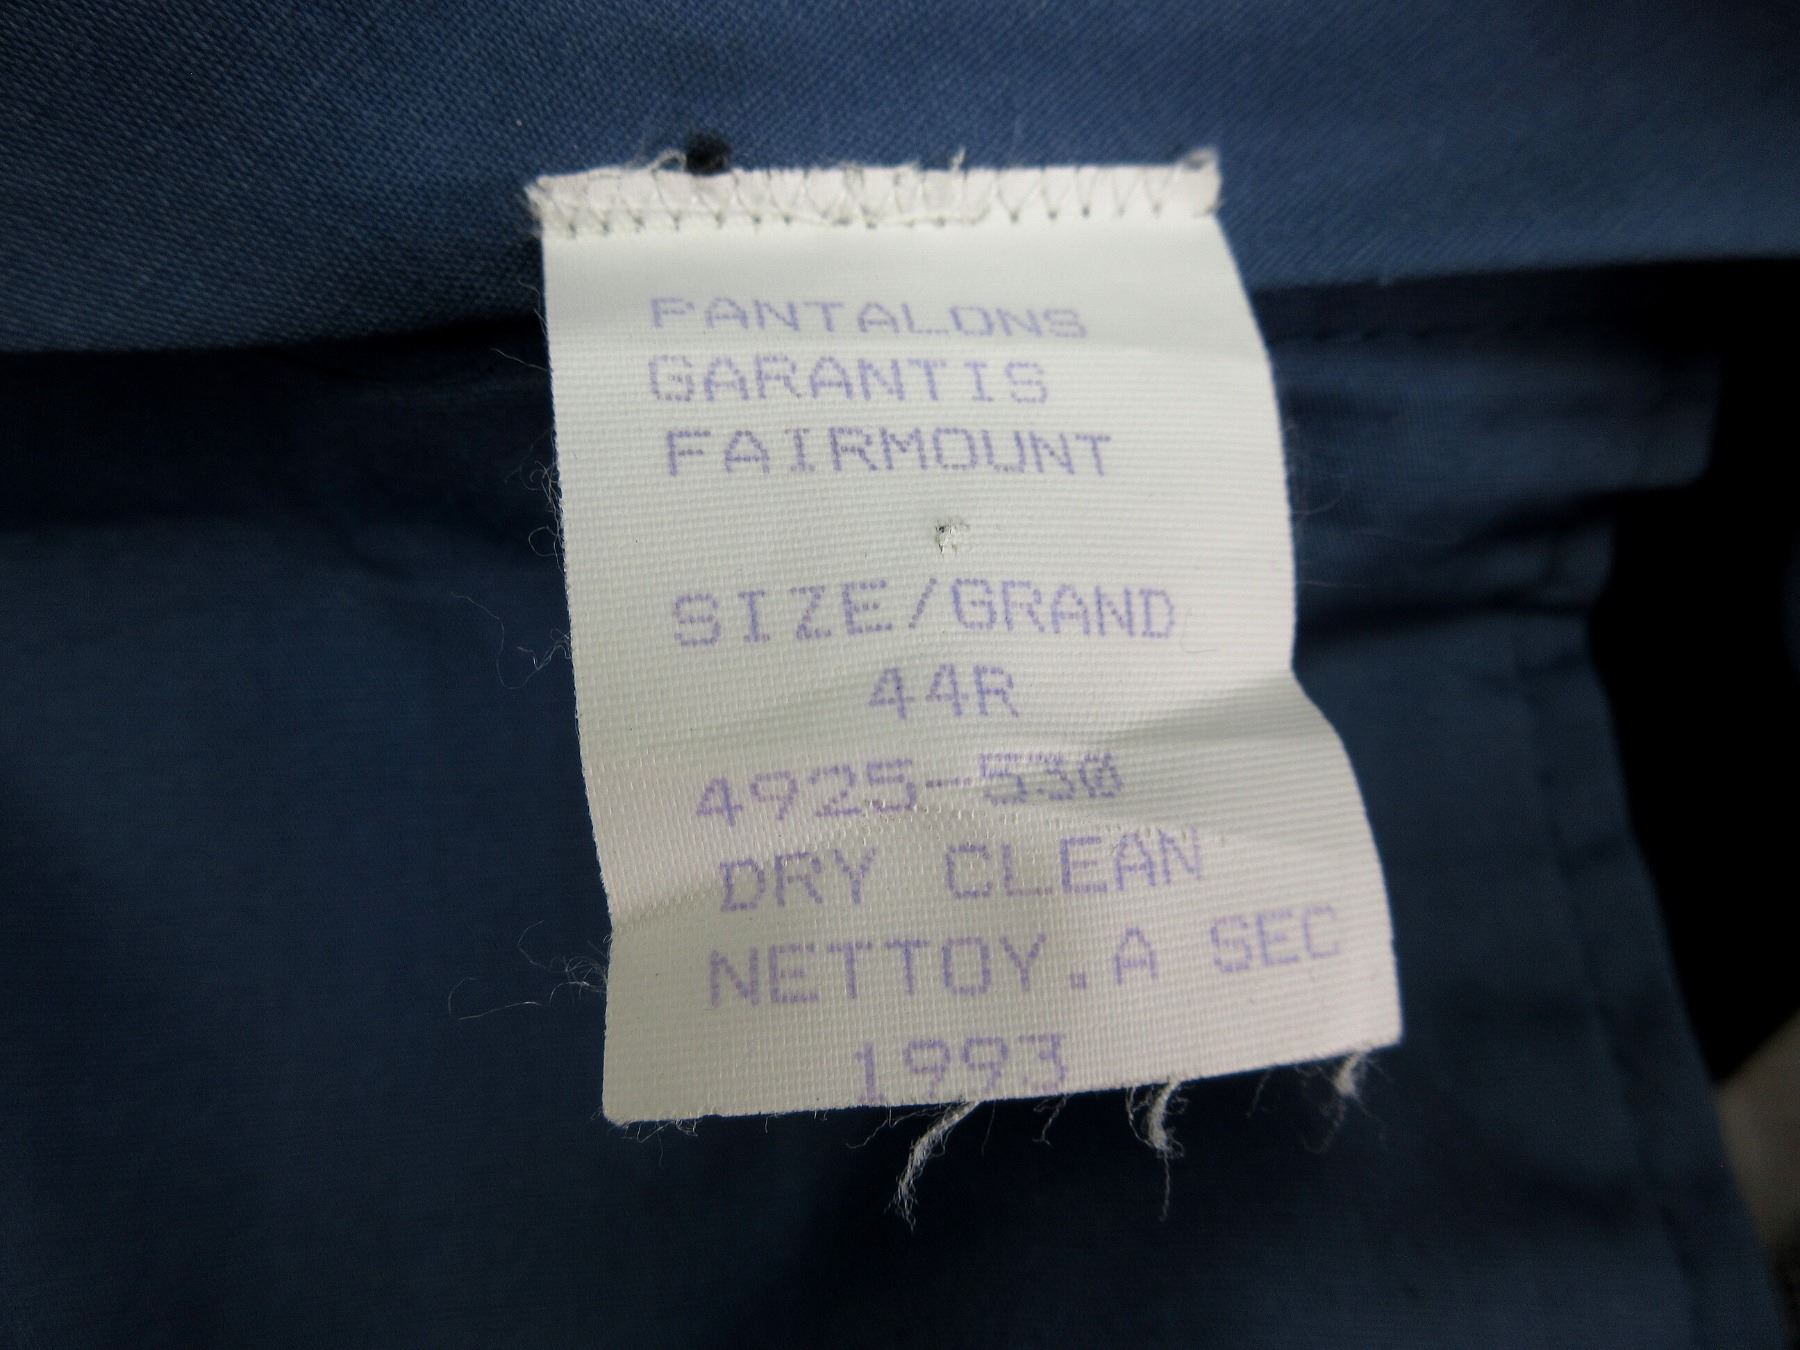 PANTALONS
GARANTIS
FAIRMOUNT
SIZE/GRAND
44R
4925-530
DRY CLEAN
NETTOY.A SEC
1993